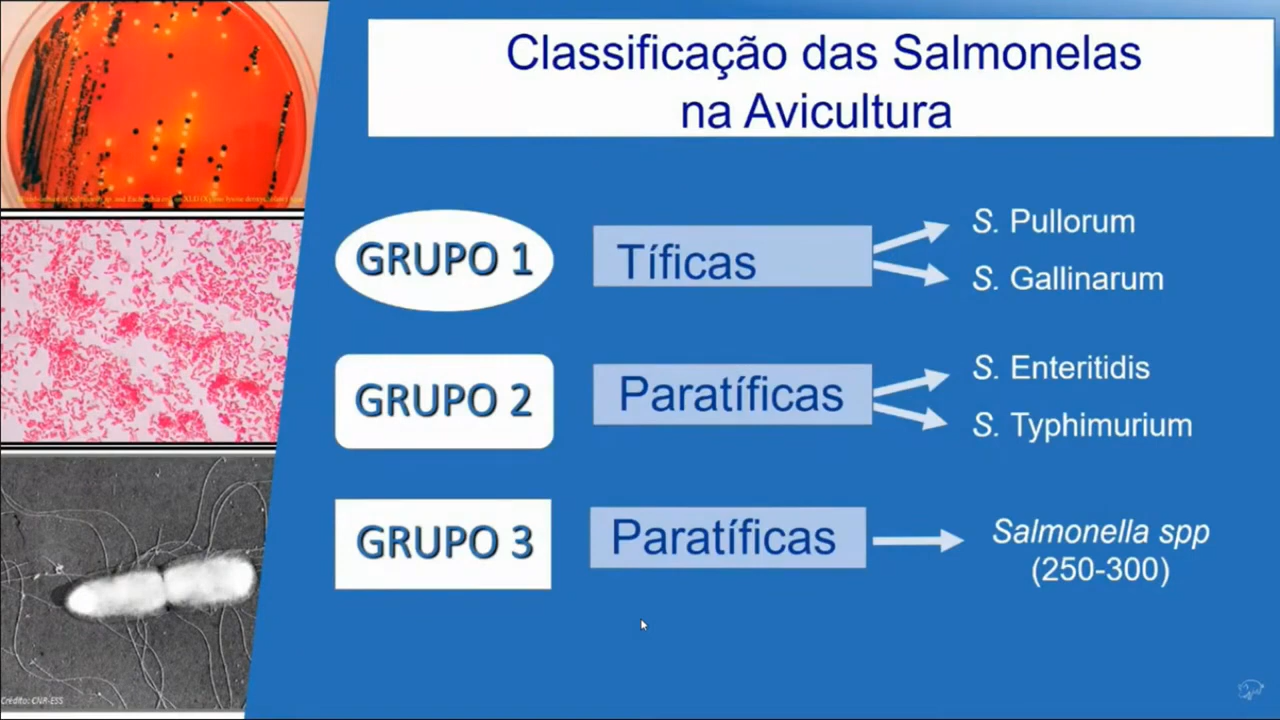 Classificação das Salmonelas
na Avicultura
GRUPO 1
Tíficas
S. Pullorum
S. Gallinarum
GRUPO 2
Paratíficas
S. Enteritidis
S. Typhimurium
GRUPO 3
Paratíficas
Salmonella spp
(250-300)
Crédito: CNR-ESS